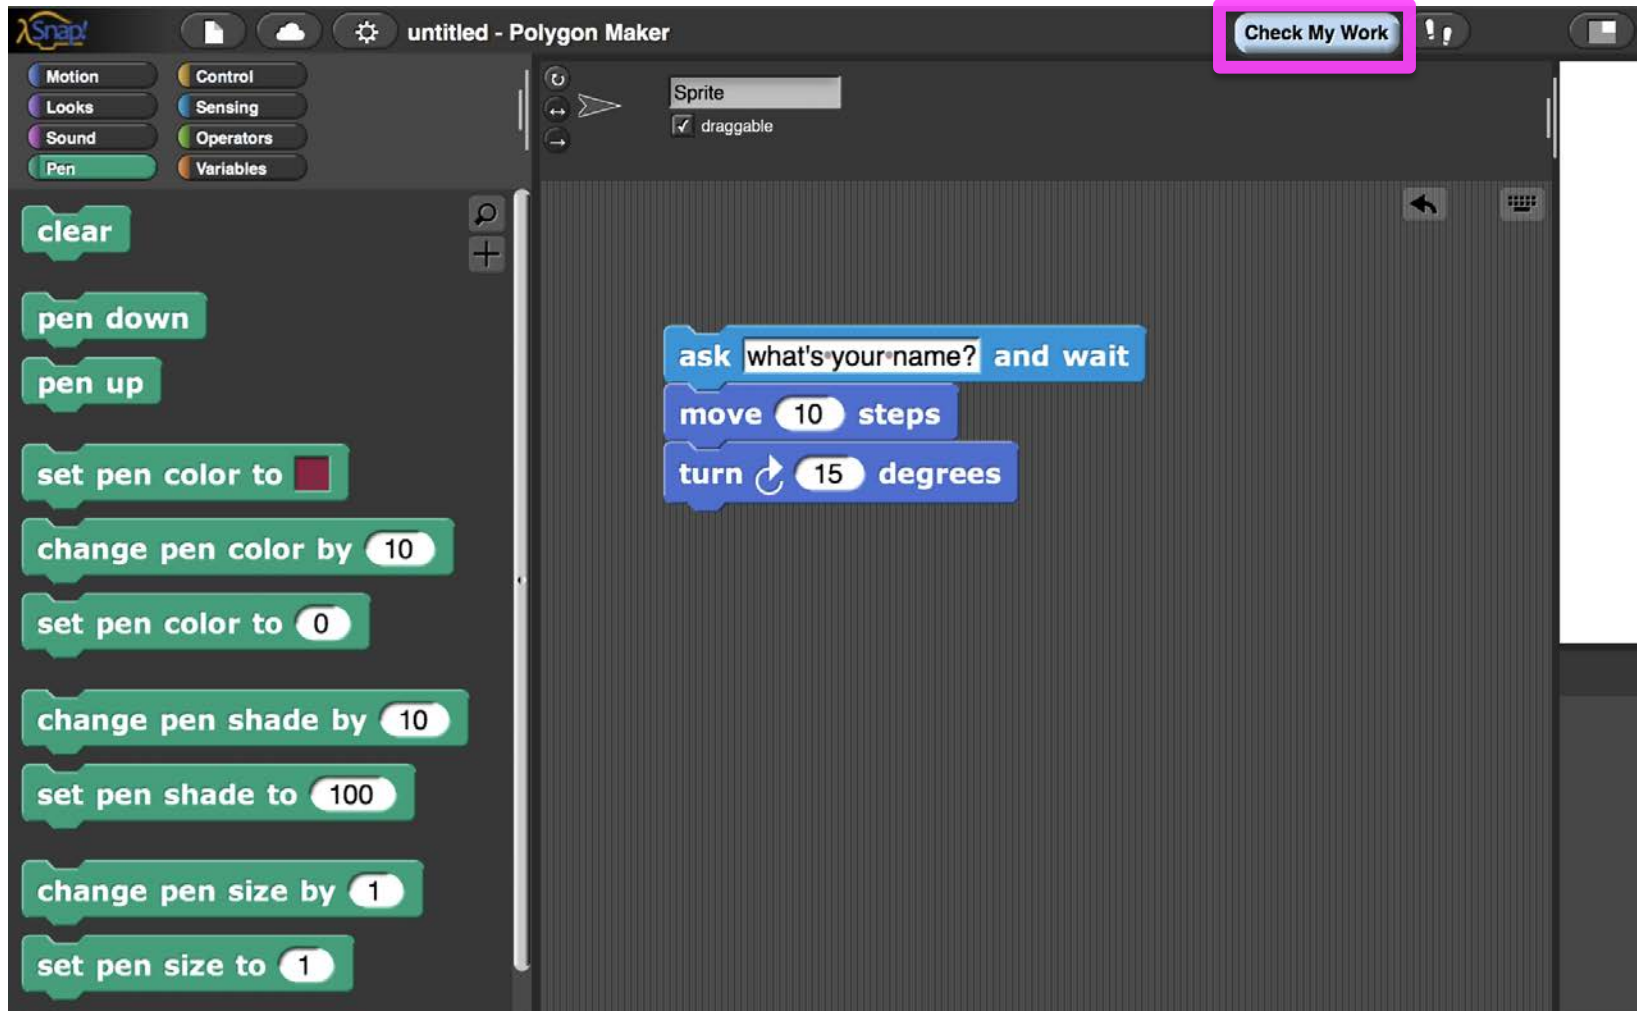 Snap!
untitled - Polygon Maker
Check My Work
Motion
Control
Looks
Sensing
Sound
Operators
Pen
Variables
Sprite
draggable
clear
pen down
pen up
set pen color to
change pen color by 10
set pen color to 0
change pen shade by 10
set pen shade to 100
change pen size by 1
set pen size to 1
ask what's•your•name? and wait
move 10 steps
turn 15 degrees